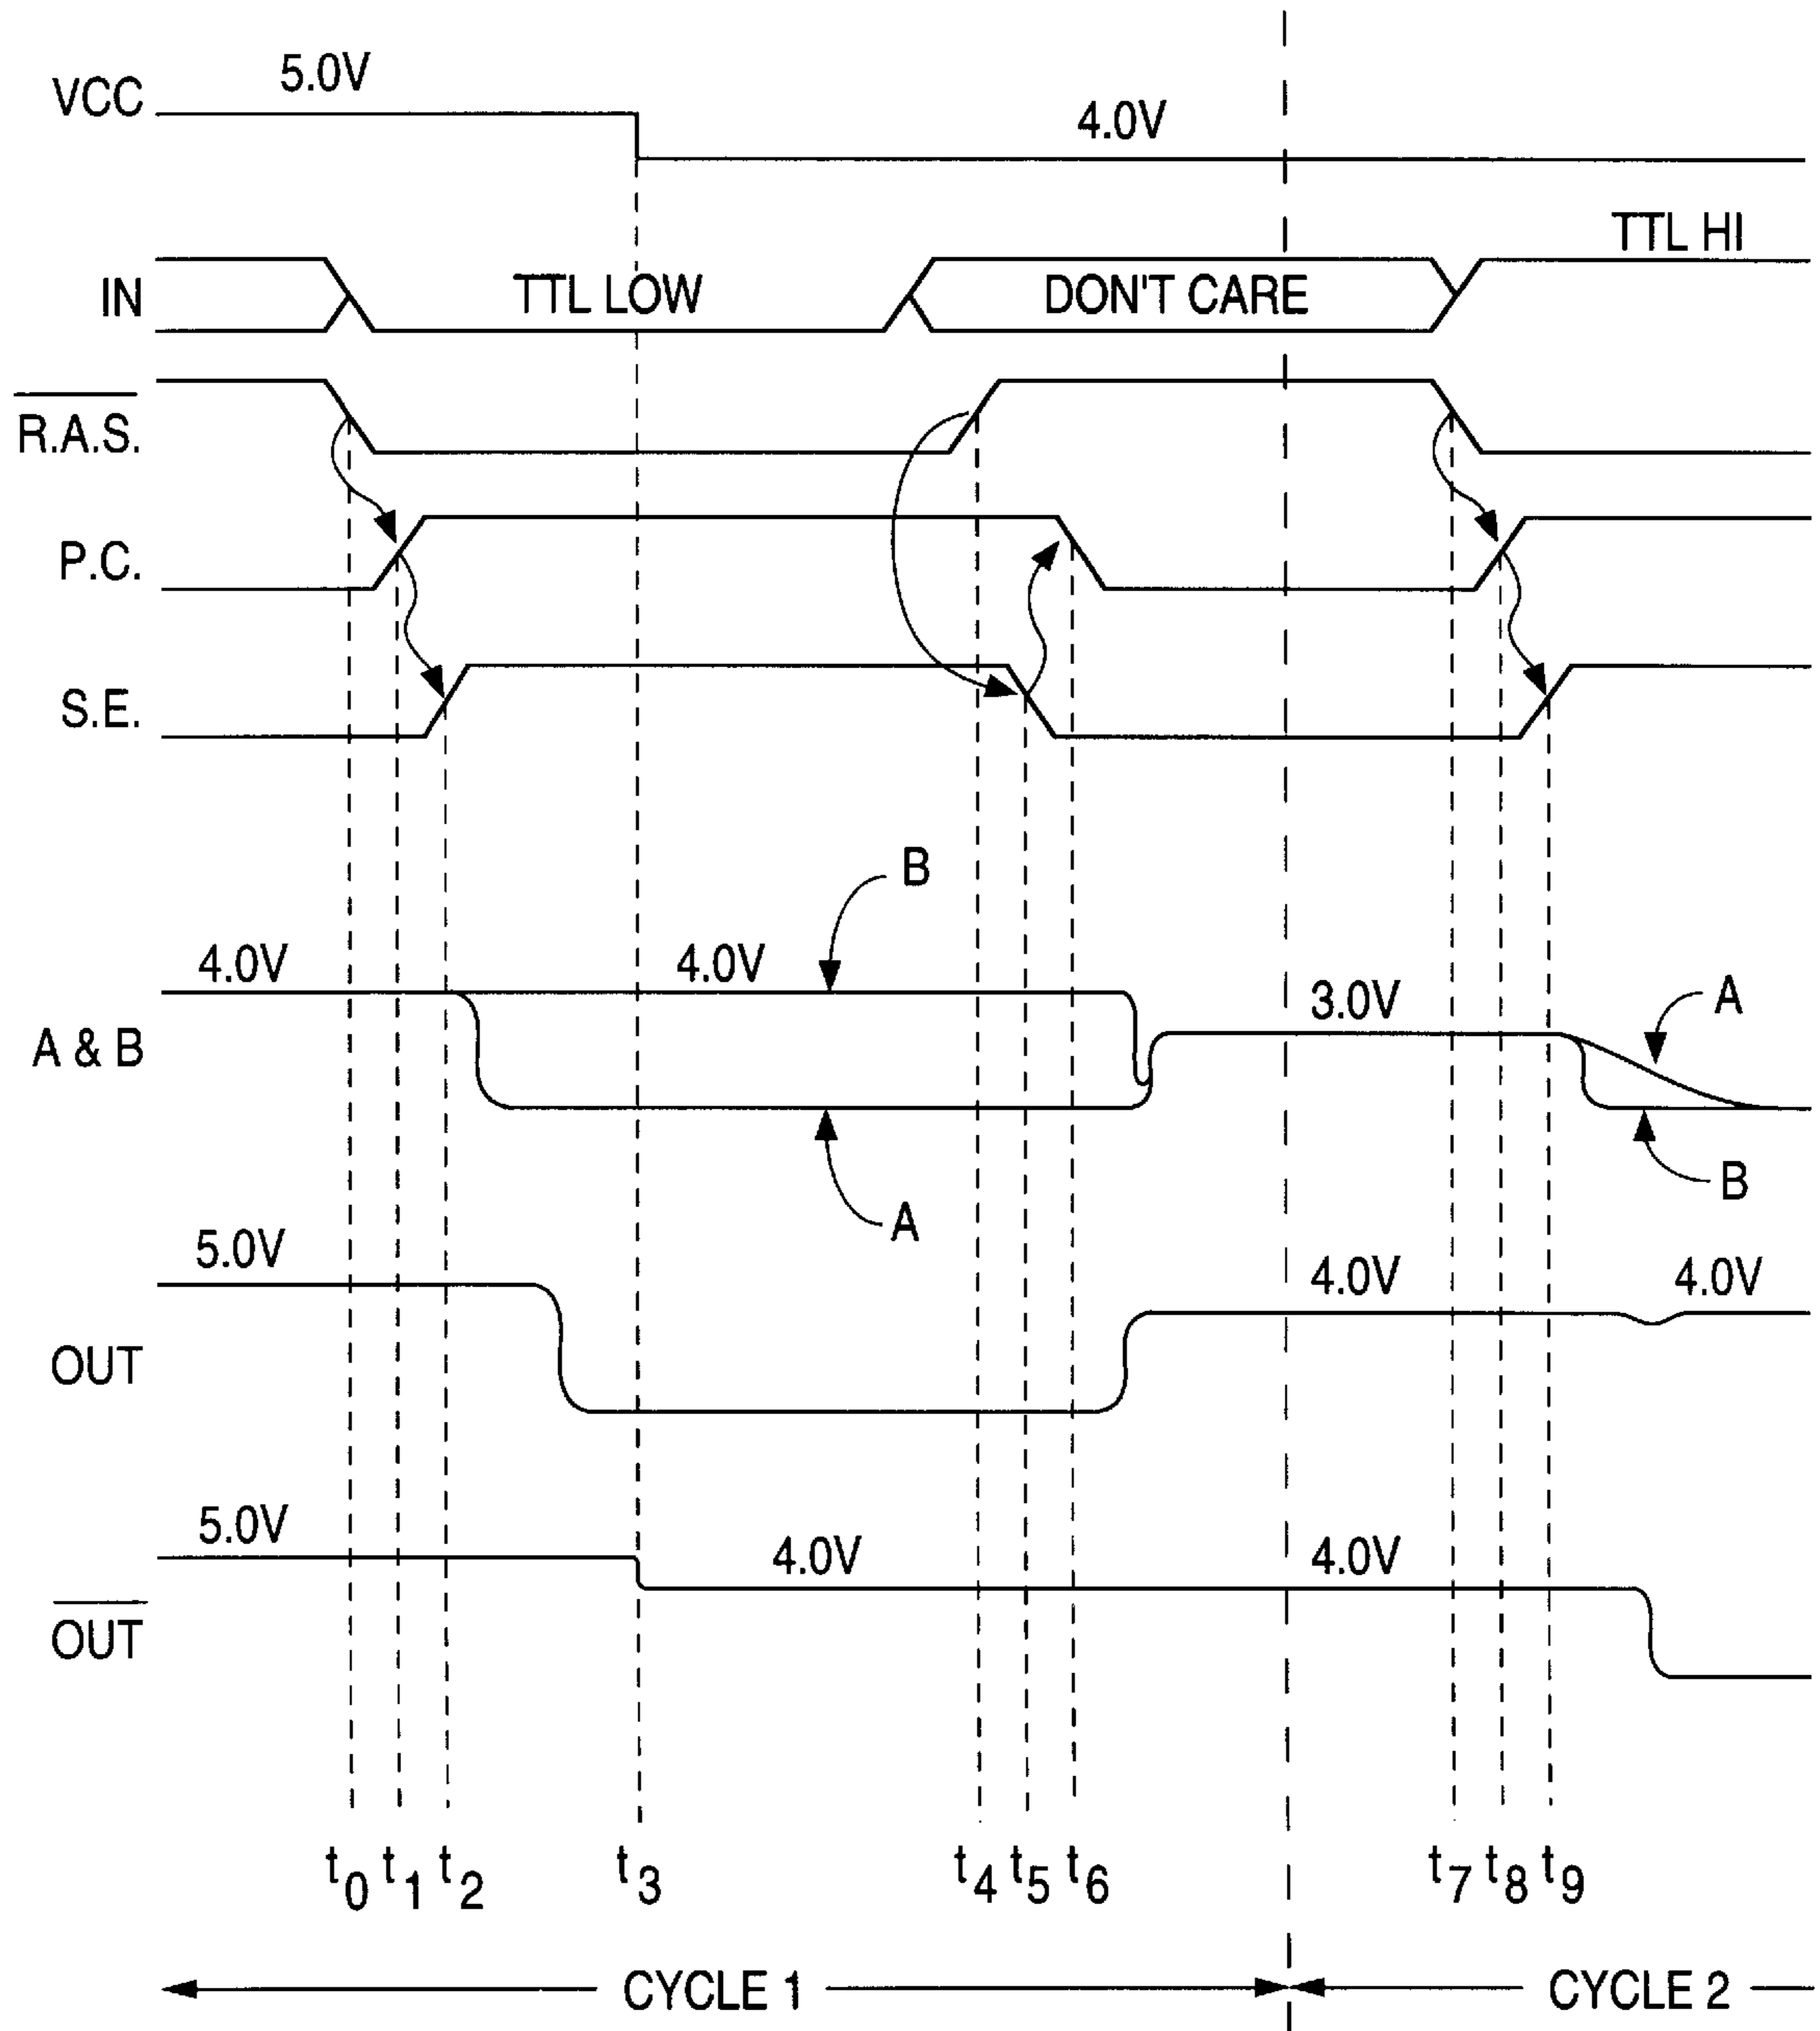 VCC 5.0V 4.0V
IN TTL LOW DON'T CARE TTL HI
R.A.S.
P.C.
S.E.
B
A & B 4.0V 4.0V 3.0V A
A B
OUT 5.0V 4.0V 4.0V
OUT 5.0V 4.0V 4.0V
t0 t1 t2 t3 t4 t5 t6 t7 t8 t9
CYCLE 1 CYCLE 2